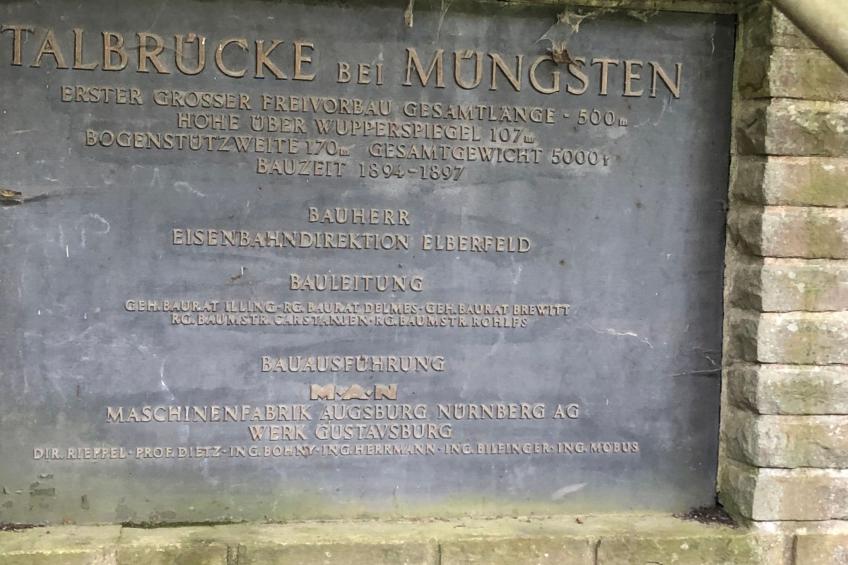 TALBRÜCKE BEI MÜNGSTEN
ERSTER GROSSER FREIVORBAU GESAMTLÄNGE - 500m
HÖHE ÜBER WUPPERSPIEGEL 107m
BOGENSTÜTZWEITE 170m GESAMTGEWICHT 5000t
BAUZEIT 1894-1897
BAUHERR
EISENBAHNDIREKTION ELBERFELD
BAULEITUNG
GEH.BAURAT ILLING·RG.BAURAT DELMES·GEH.BAURAT BREWITT
RG.BAUMSTR.CARSTANJEN·RG.BAUMSTR.ROHLFS
BAUAUSFÜHRUNG
M·A·N
MASCHINENFABRIK AUGSBURG NÜRNBERG AG
WERK GUSTAVSBURG
DIR.RIEPPEL·PROF.DIETZ·ING.BOHNY·ING.HERRMANN·ING.BILFINGER·ING.MÖBUS